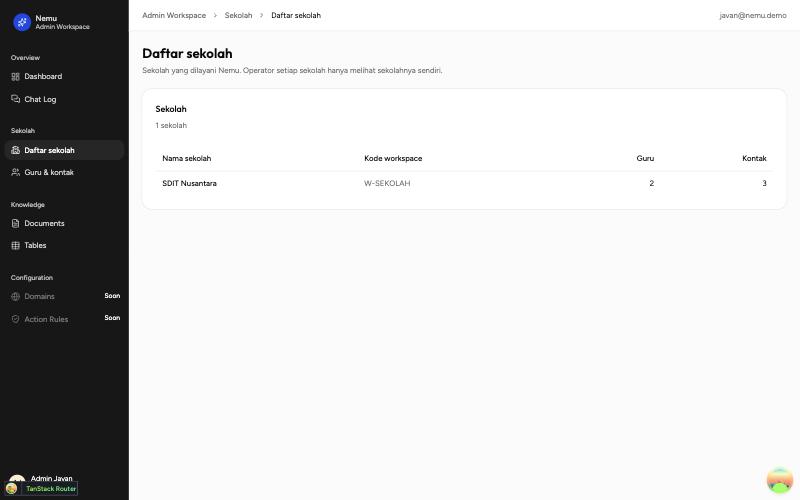 Nemu
Admin Workspace
Overview
Dashboard
Chat Log
Sekolah
Daftar sekolah
Guru & kontak
Knowledge
Documents
Tables
Configuration
Domains Soon
Action Rules Soon
Admin Javan
TanStack Router
Admin Workspace > Sekolah > Daftar sekolah
javan@nemu.demo
Daftar sekolah
Sekolah yang dilayani Nemu. Operator setiap sekolah hanya melihat sekolahnya sendiri.
Sekolah
1 sekolah
Nama sekolah Kode workspace Guru Kontak
SDIT Nusantara W-SEKOLAH 2 3